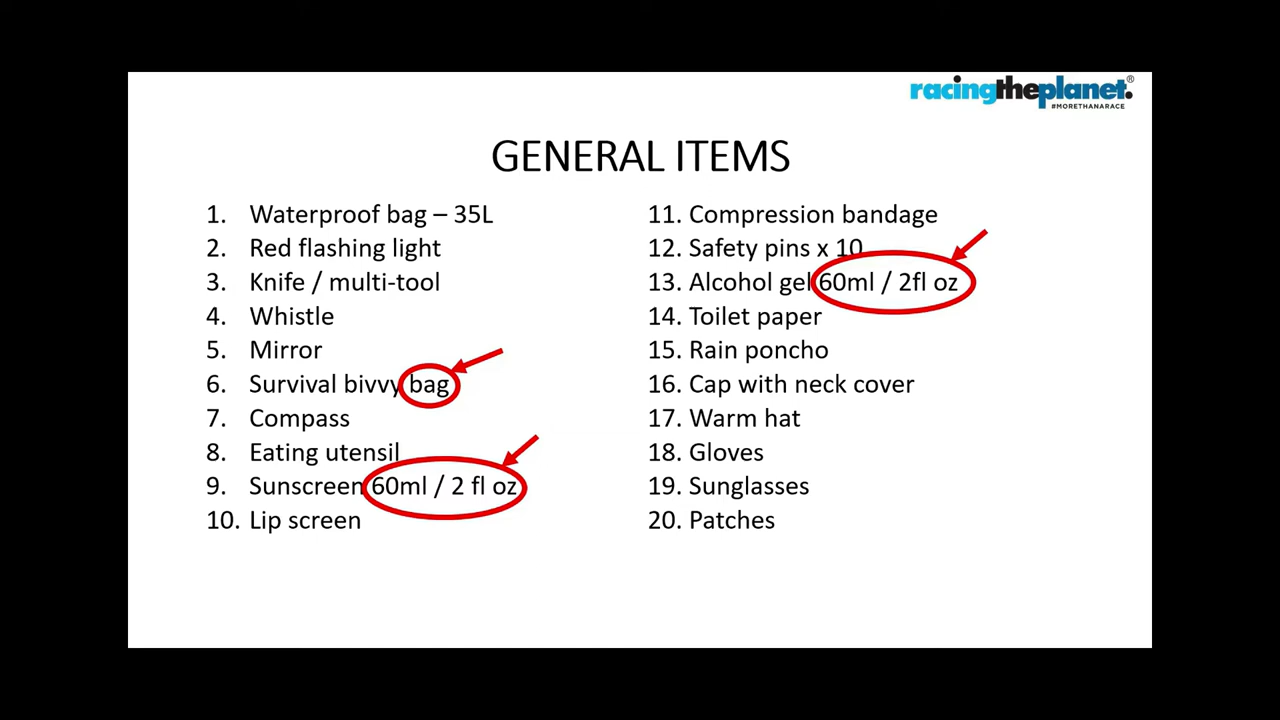 racingtheplanet.®
#MORETHANARACE
GENERAL ITEMS
1. Waterproof bag – 35L
2. Red flashing light
3. Knife / multi-tool
4. Whistle
5. Mirror
6. Survival bivvy bag
7. Compass
8. Eating utensil
9. Sunscreen 60ml / 2 fl oz
10. Lip screen
11. Compression bandage
12. Safety pins x 10
13. Alcohol gel 60ml / 2fl oz
14. Toilet paper
15. Rain poncho
16. Cap with neck cover
17. Warm hat
18. Gloves
19. Sunglasses
20. Patches